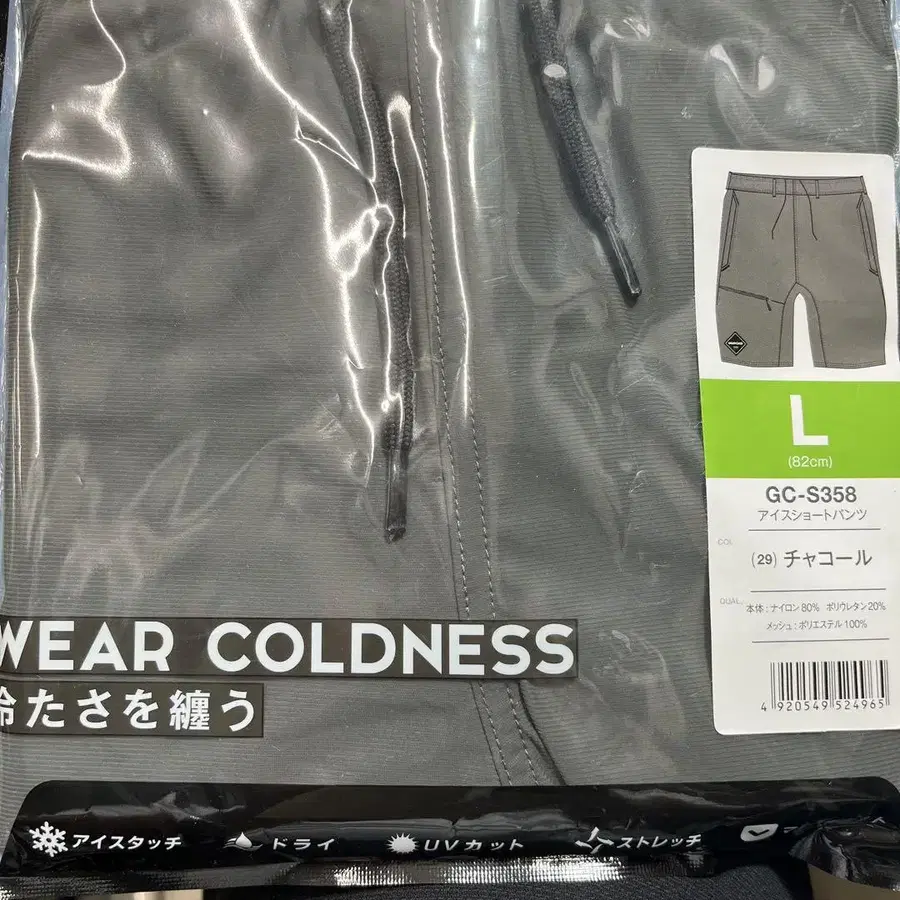 L
(82cm)
GC-S358
アイスショートパンツ
COL
(29) チャコール
QUAL. 本体:ナイロン80% ポリウレタン20%
メッシュ:ポリエステル100%
4 920549 524965
WEAR COLDNESS
冷たさを纏う
アイスタッチ ドライ UVカット ストレッチ